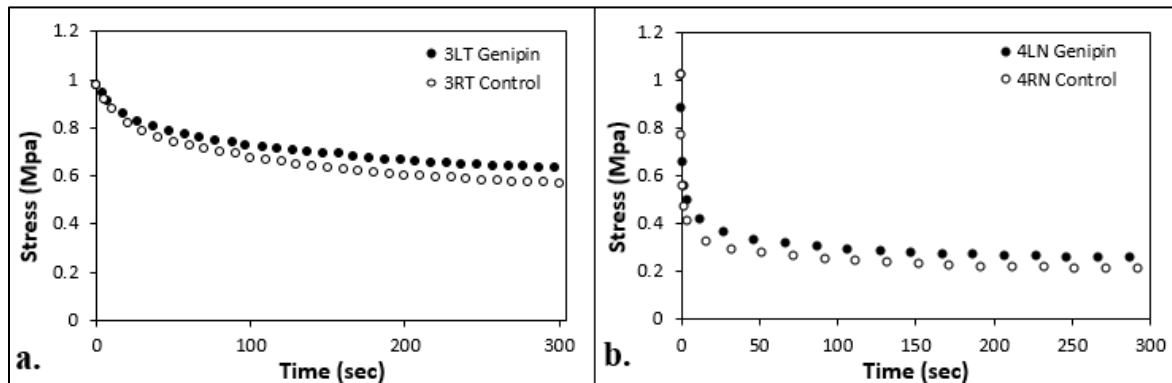 1.2
1
0.8
0.6
0.4
0.2
0
Stress (Mpa)
3LT Genipin
3RT Control
0
100
200
300
Time (sec)
a.
1.2
1
0.8
0.6
0.4
0.2
0
Stress (Mpa)
4LN Genipin
4RN Control
0
50
100
150
200
250
300
Time (sec)
b.